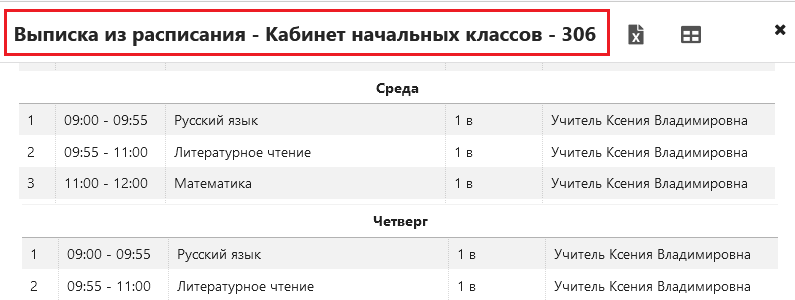 Выписка из расписания - Кабинет начальных классов - 306
Среда
1 09:00 - 09:55 Русский язык 1 в Учитель Ксения Владимировна
2 09:55 - 11:00 Литературное чтение 1 в Учитель Ксения Владимировна
3 11:00 - 12:00 Математика 1 в Учитель Ксения Владимировна
Четверг
1 09:00 - 09:55 Русский язык 1 в Учитель Ксения Владимировна
2 09:55 - 11:00 Литературное чтение 1 в Учитель Ксения Владимировна